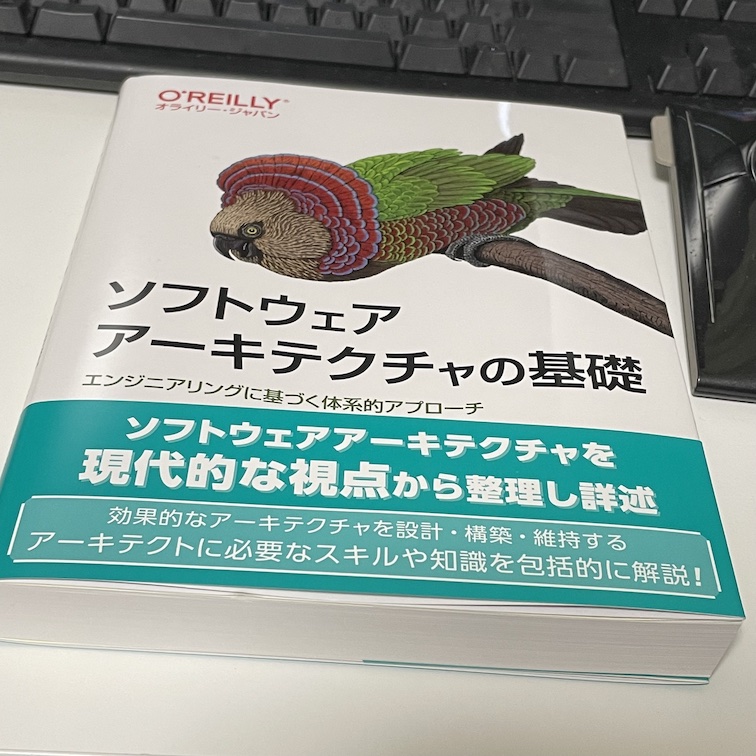 O'REILLY®
オライリー・ジャパン
ソフトウェア
アーキテクチャの基礎
エンジニアリングに基づく体系的アプローチ
ソフトウェアアーキテクチャを
現代的な視点から整理し詳述
効果的なアーキテクチャを設計・構築・維持する
アーキテクトに必要なスキルや知識を包括的に解説！